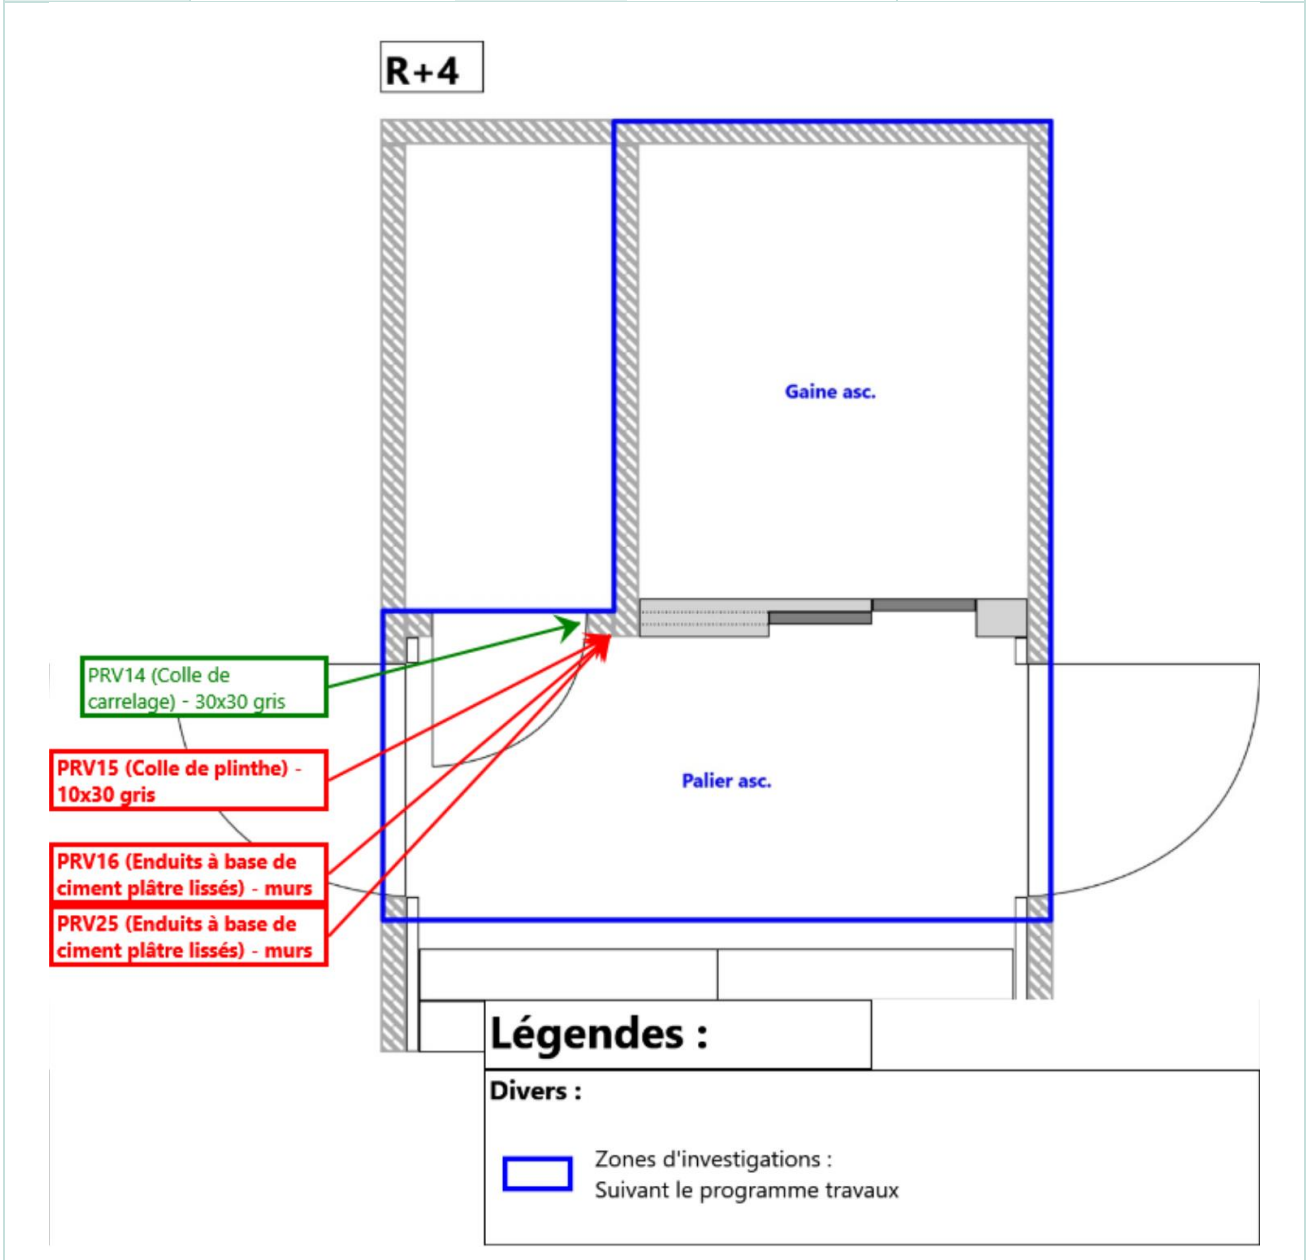 R+4
Gaine asc.
PRV14 (Colle de
carrelage) - 30x30 gris
PRV15 (Colle de plinthe) -
10x30 gris
Palier asc.
PRV16 (Enduits à base de
ciment plâtre lissés) - murs
PRV25 (Enduits à base de
ciment plâtre lissés) - murs
Légendes :
Divers :
Zones d'investigations :
Suivant le programme travaux